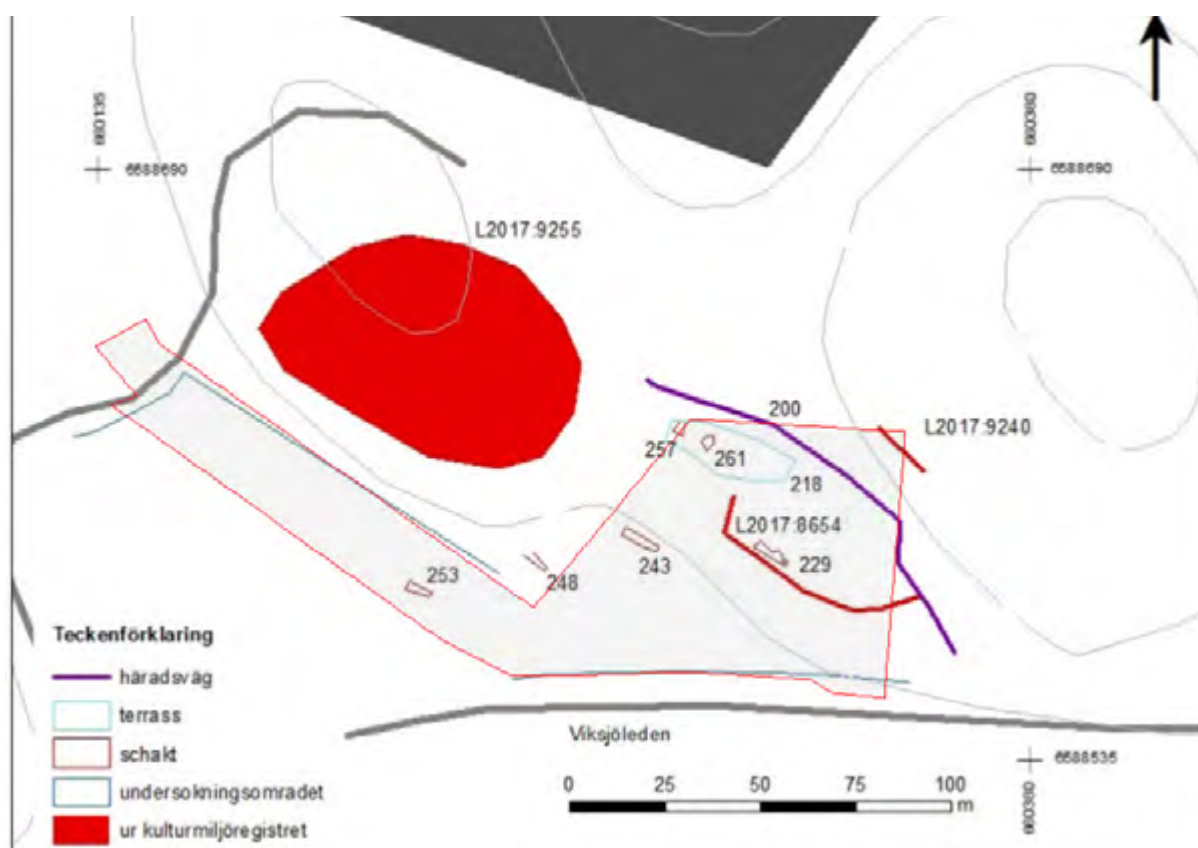 660135
6588690
660380
6588690
L2017:9255
200
L2017:9240
257
261
218
L2017:8654
229
243
248
253
Teckenförklaring
häradsväg
terrass
schakt
undersokningsomradet
ur kulturmiljöregistret
Viksjöleden
0 25 50 75 100
m
6588535
660380